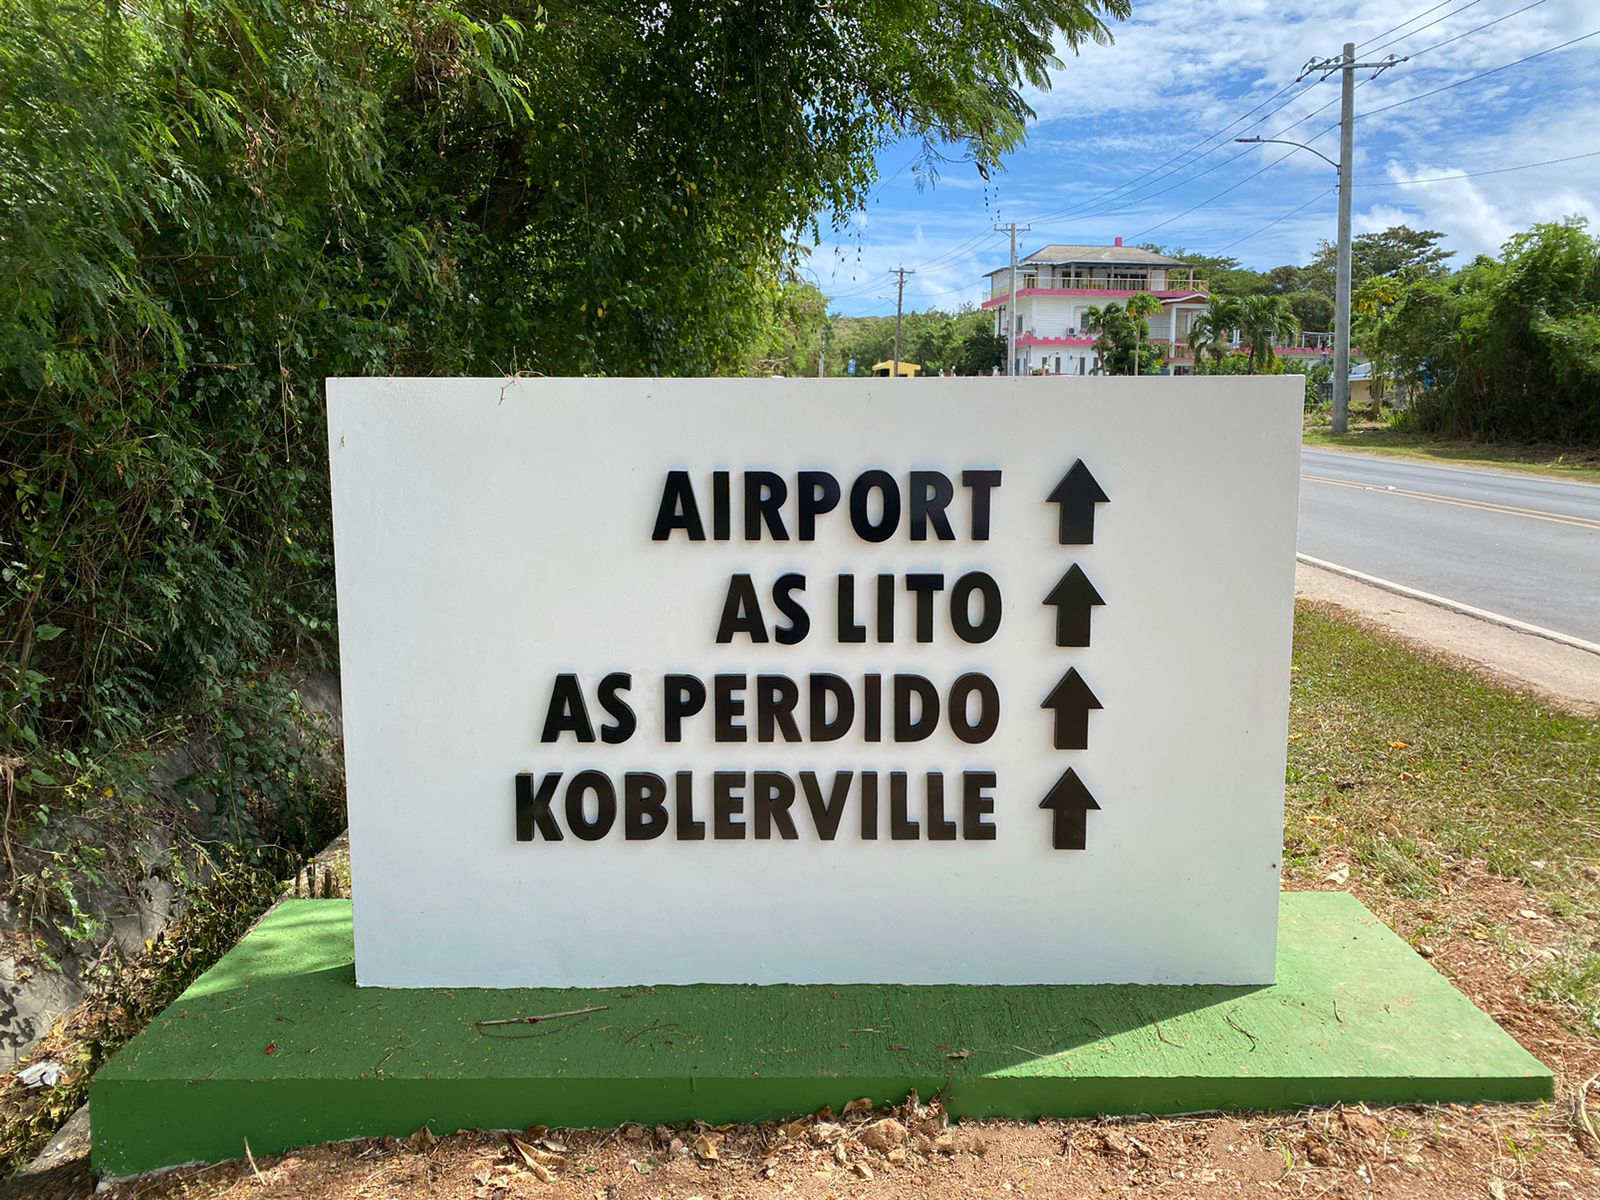 AIRPORT ⬆
AS LITO ⬆
AS PERDIDO ⬆
KOBLERVILLE ⬆